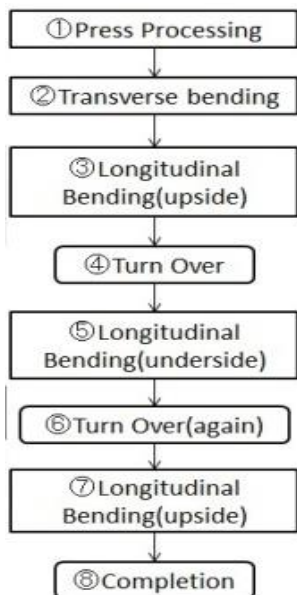 ①Press Processing
②Transverse bending
③Longitudinal
Bending(upside)
④Turn Over
⑤Longitudinal
Bending(underside)
⑥Turn Over(again)
⑦Longitudinal
Bending(upside)
⑧Completion